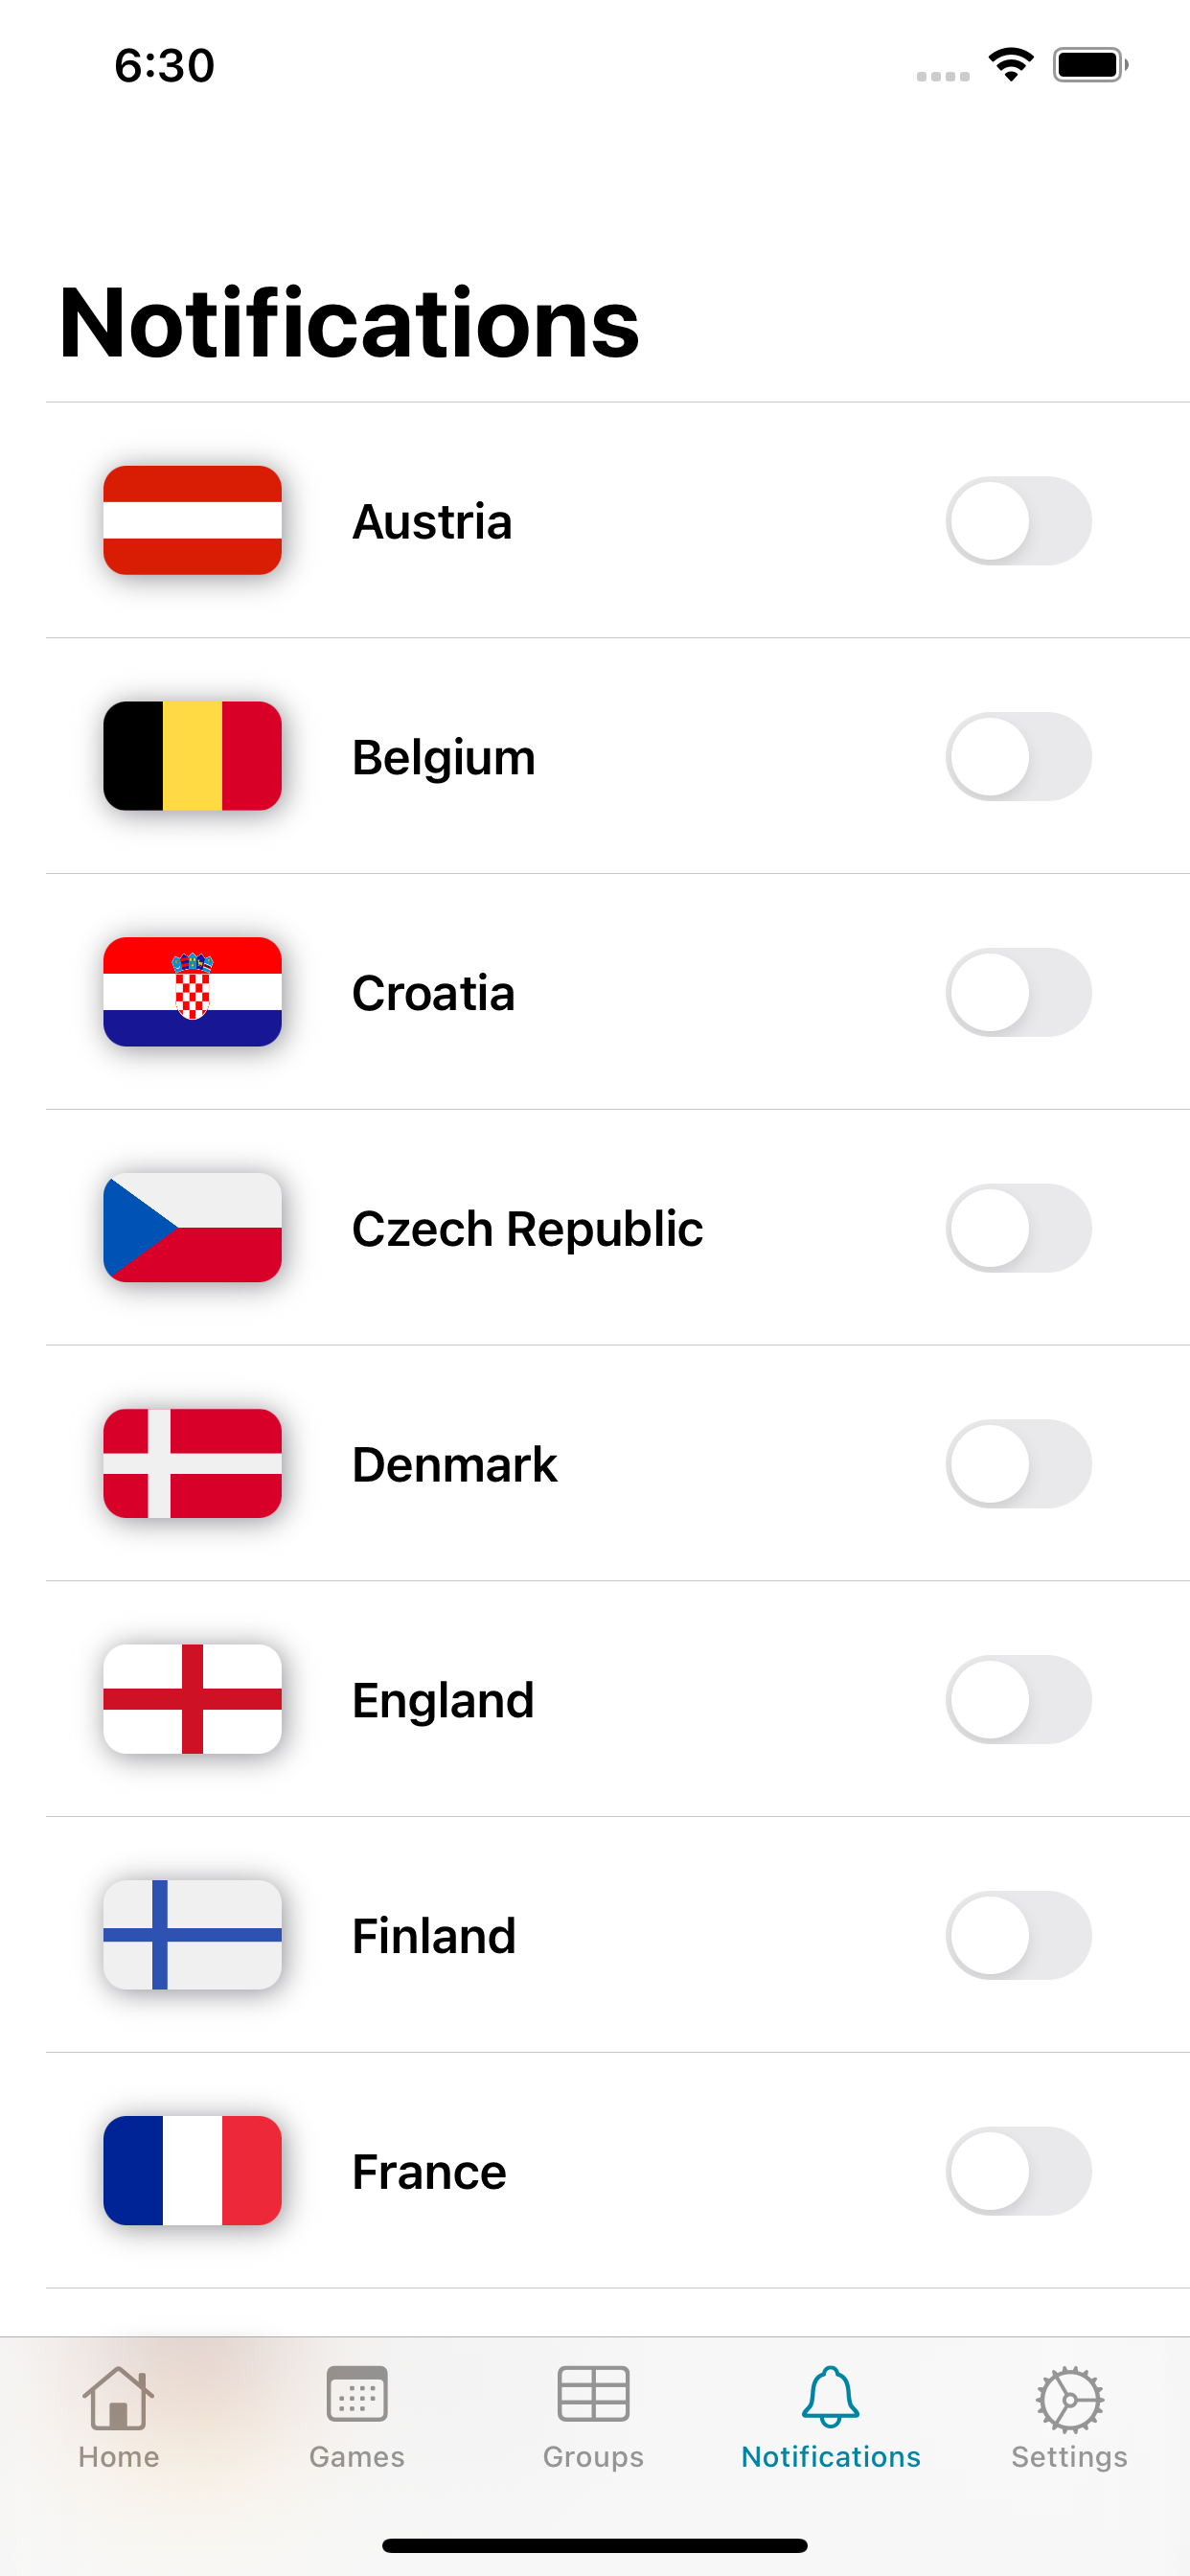 6:30
Notifications
Austria
Belgium
Croatia
Czech Republic
Denmark
England
Finland
France
Home Games Groups Notifications Settings